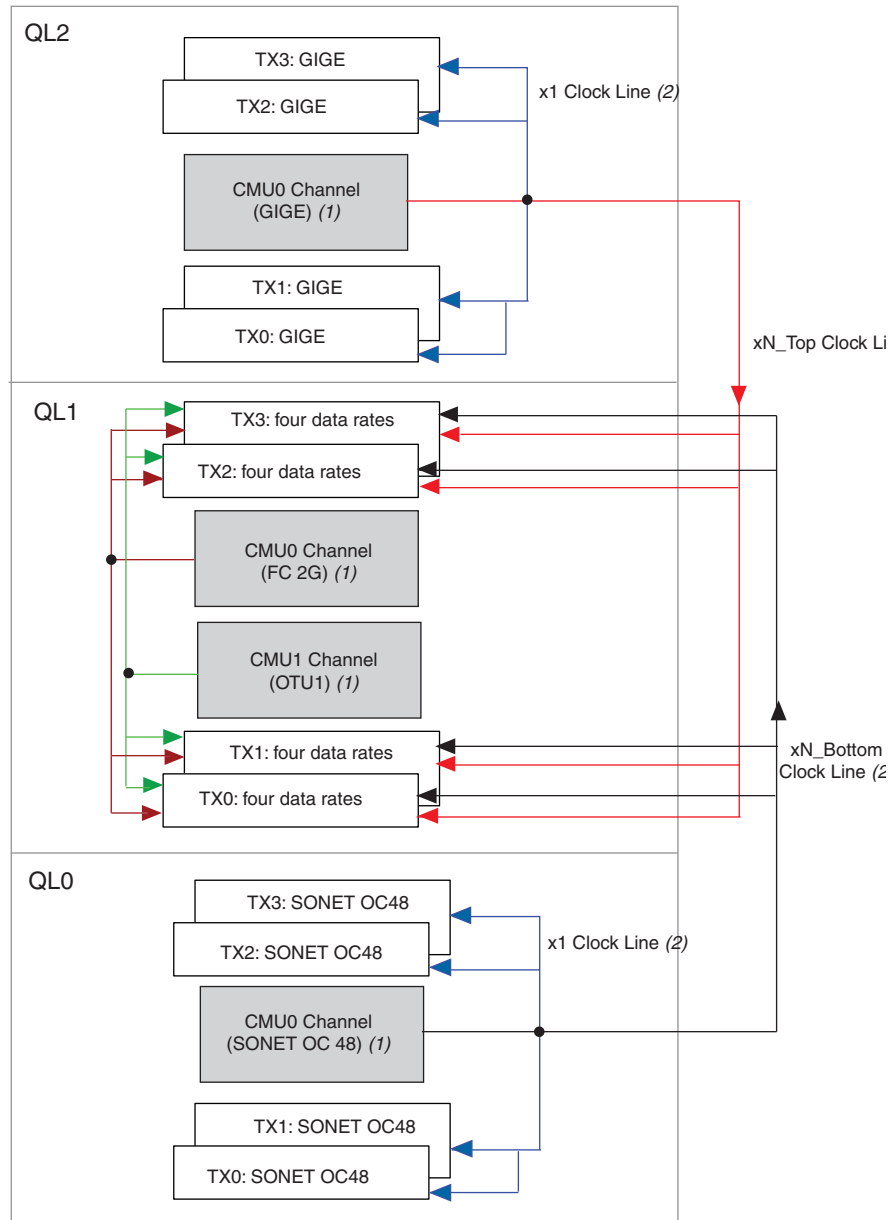 QL2
TX3: GIGE
TX2: GIGE
x1 Clock Line (2)
CMU0 Channel
(GIGE) (1)
TX1: GIGE
TX0: GIGE
xN_Top Clock Li
QL1
TX3: four data rates
TX2: four data rates
CMU0 Channel
(FC 2G) (1)
CMU1 Channel
(OTU1) (1)
TX1: four data rates
TX0: four data rates
xN_Bottom
Clock Line (2
QL0
TX3: SONET OC48
TX2: SONET OC48
x1 Clock Line (2)
CMU0 Channel
(SONET OC 48) (1)
TX1: SONET OC48
TX0: SONET OC48